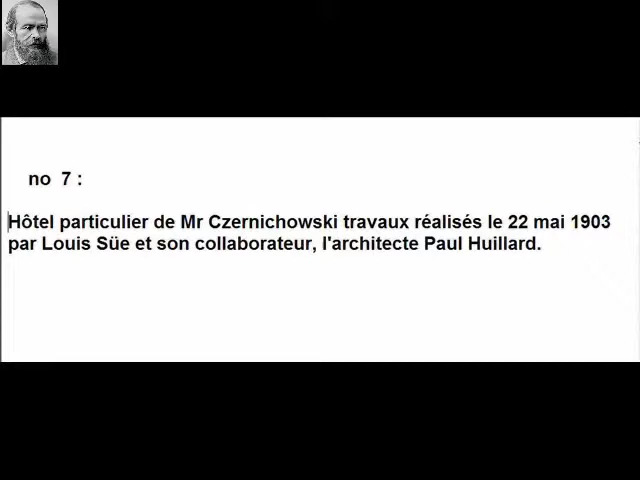 no 7 :
Hôtel particulier de Mr Czernichowski travaux réalisés le 22 mai 1903
par Louis Süe et son collaborateur, l'architecte Paul Huillard.